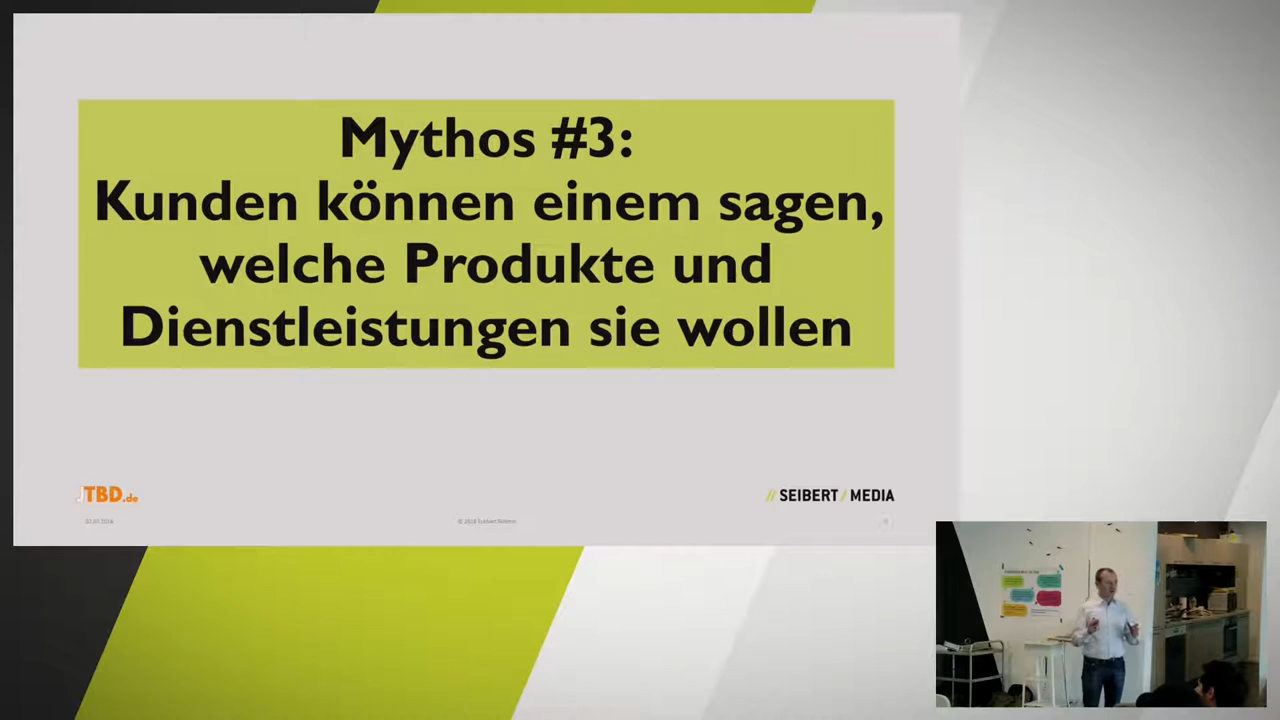 Mythos #3:
Kunden können einem sagen,
welche Produkte und
Dienstleistungen sie wollen
JTBD.de
// SEIBERT / MEDIA